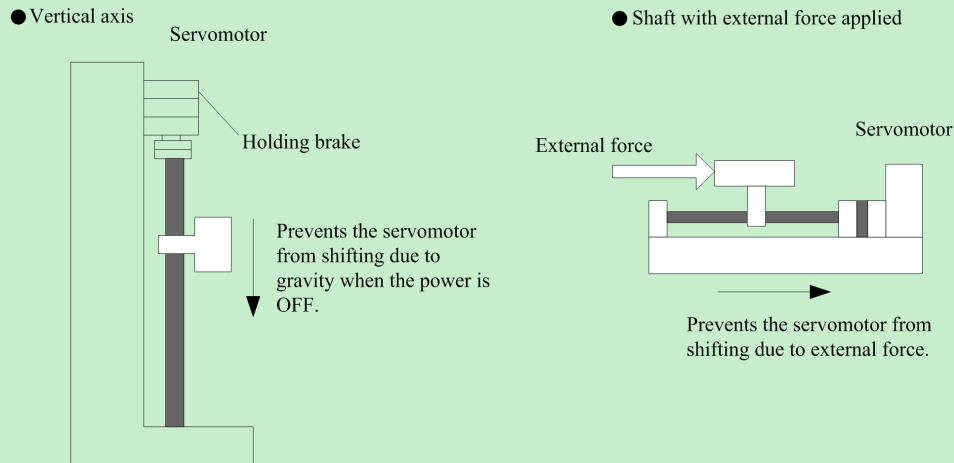 ● Vertical axis
Servomotor
Holding brake
Prevents the servomotor
from shifting due to
gravity when the power is
OFF.
● Shaft with external force applied
Servomotor
External force
Prevents the servomotor from
shifting due to external force.